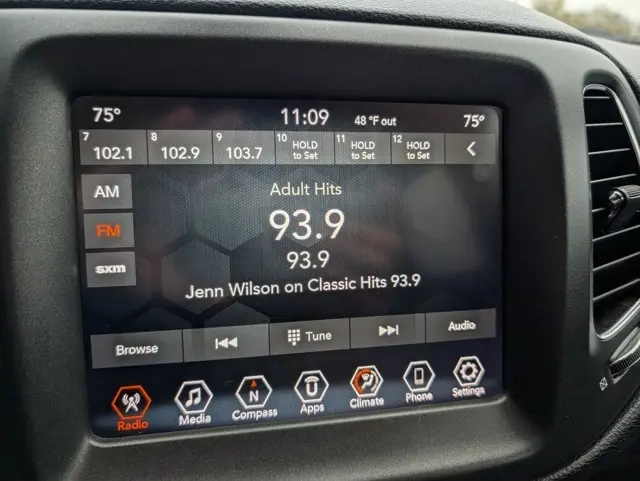 75° 11:09 48 °F out 75°
7 8 9 10 11 12
102.1 102.9 103.7 HOLD to Set HOLD to Set HOLD to Set
AM
Adult Hits
FM
93.9
93.9
sxm
Jenn Wilson on Classic Hits 93.9
Browse Tune Audio
N
Radio Media Compass Apps Climate Phone Settings